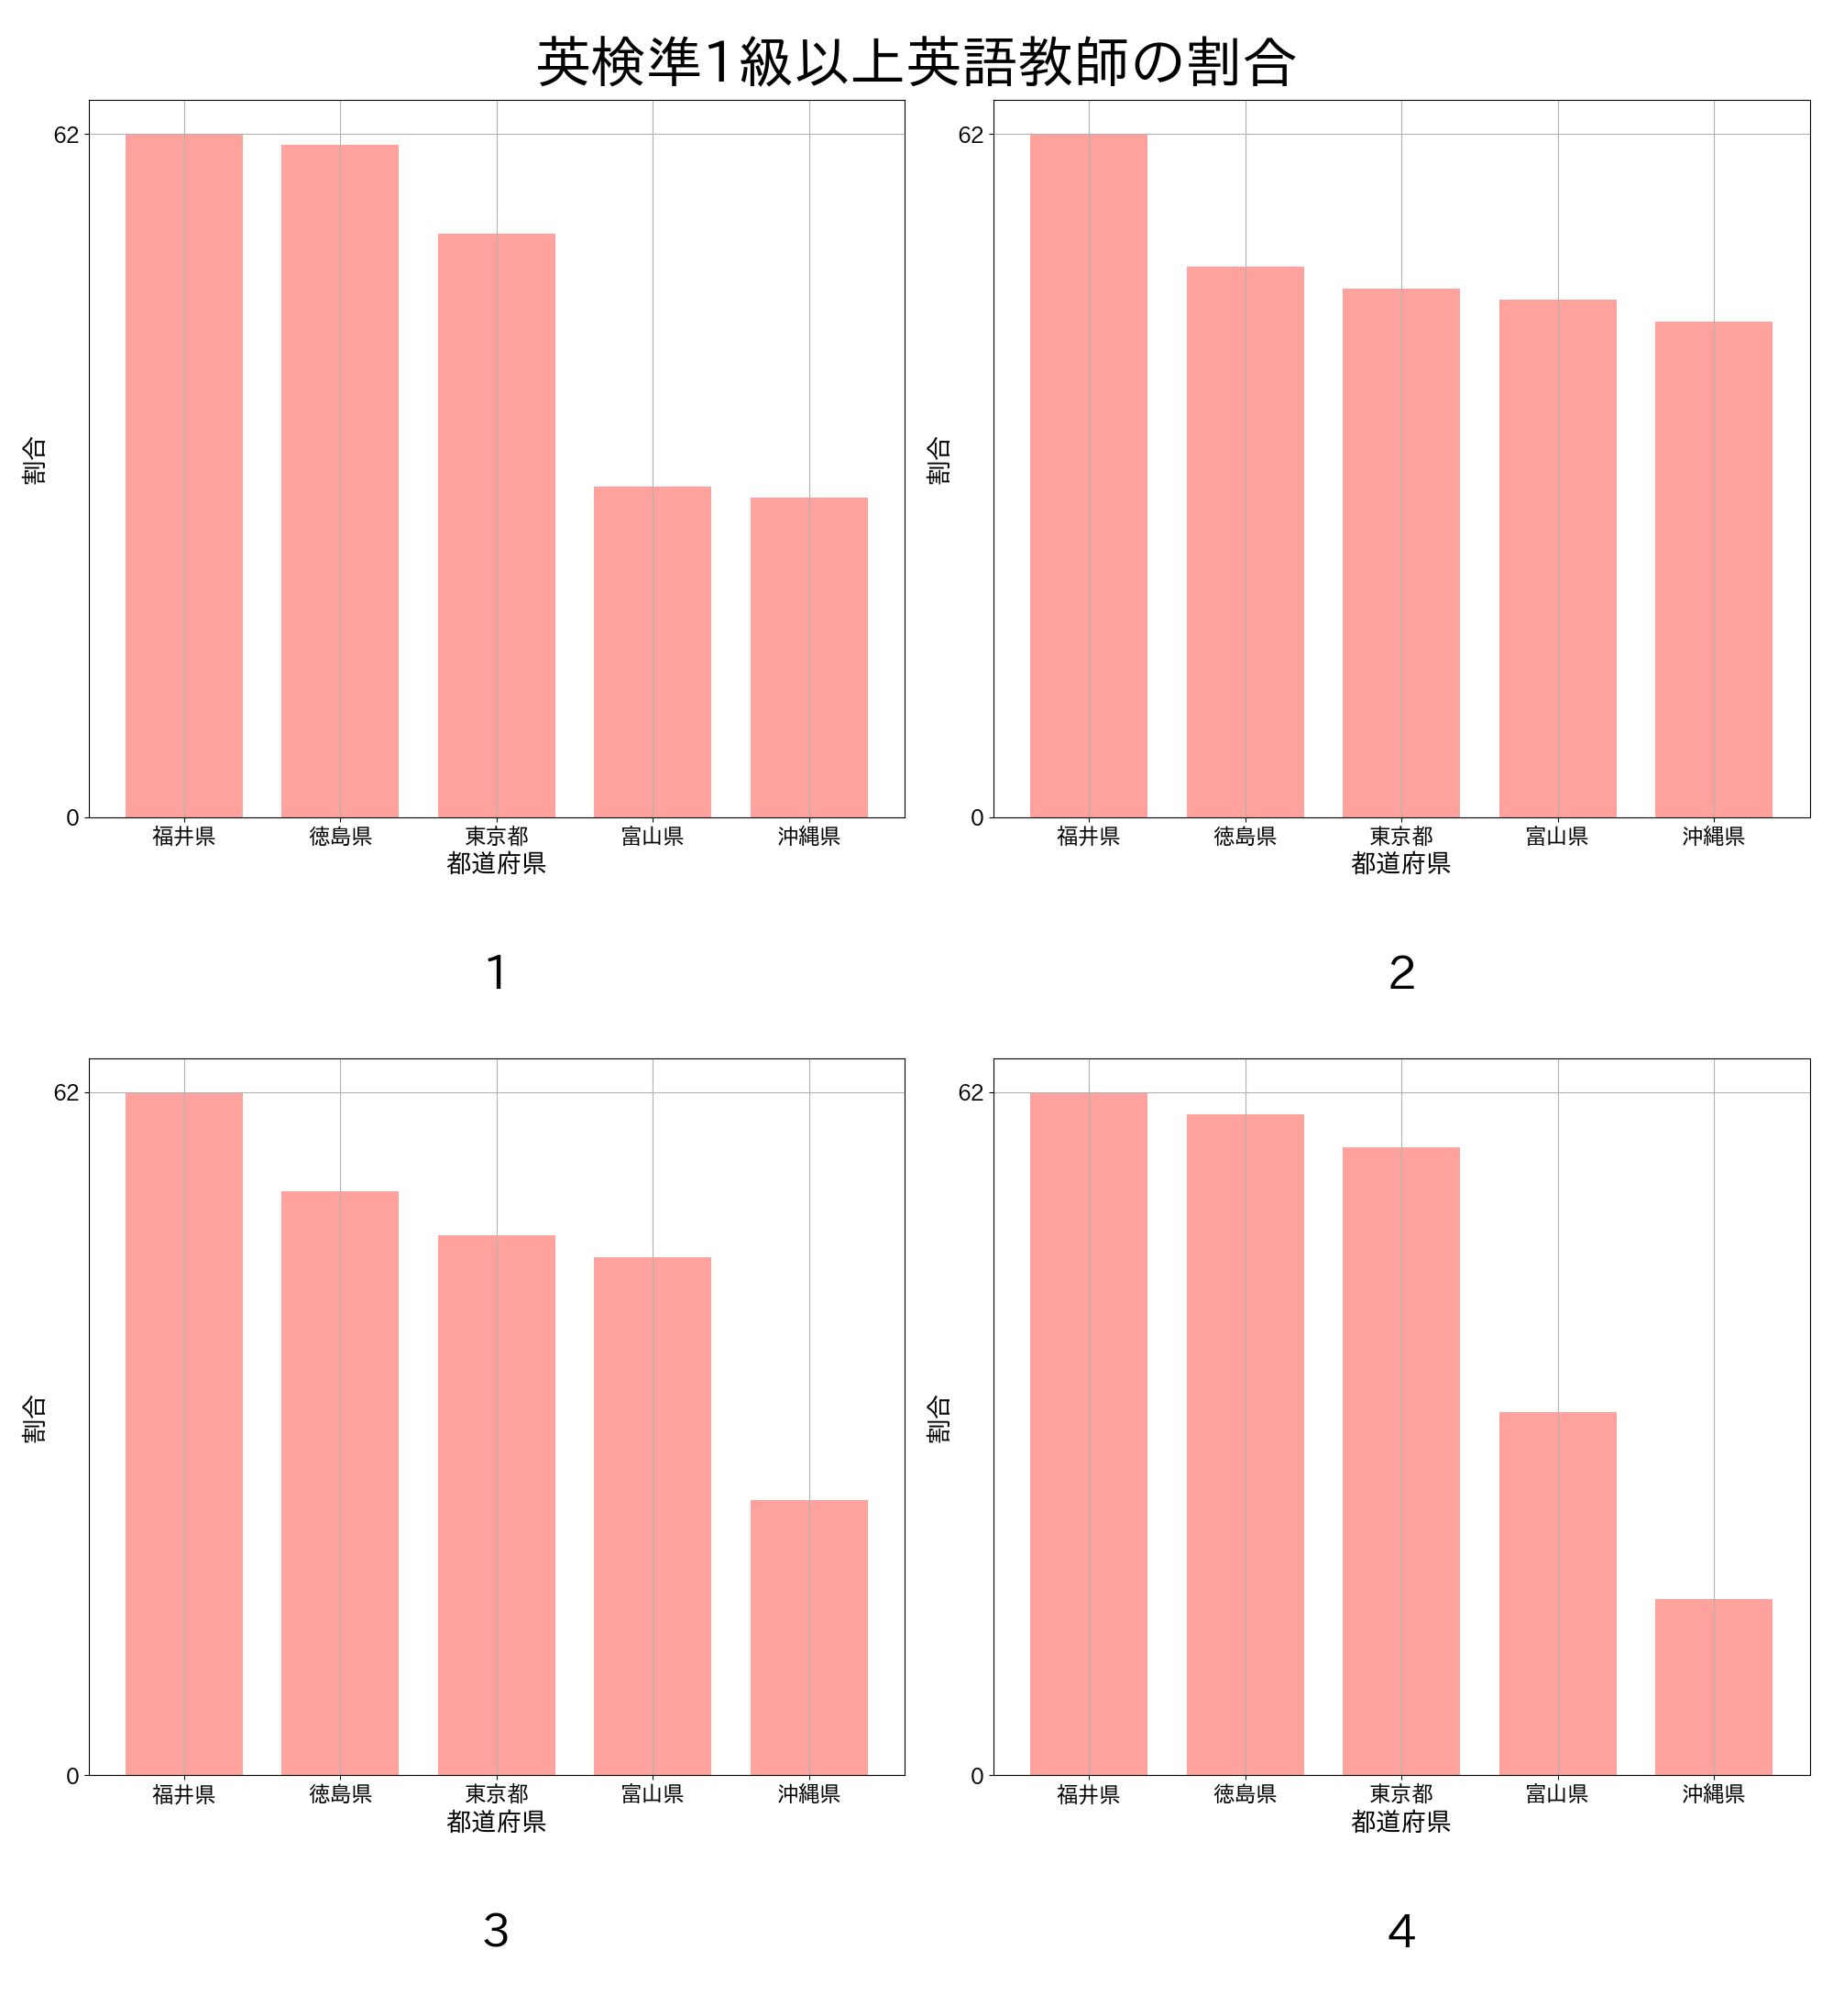 英検準1級以上英語教師の割合
62
0
割合
福井県 徳島県 東京都 富山県 沖縄県
都道府県
1
62
0
割合
福井県 徳島県 東京都 富山県 沖縄県
都道府県
2
62
0
割合
福井県 徳島県 東京都 富山県 沖縄県
都道府県
3
62
0
割合
福井県 徳島県 東京都 富山県 沖縄県
都道府県
4